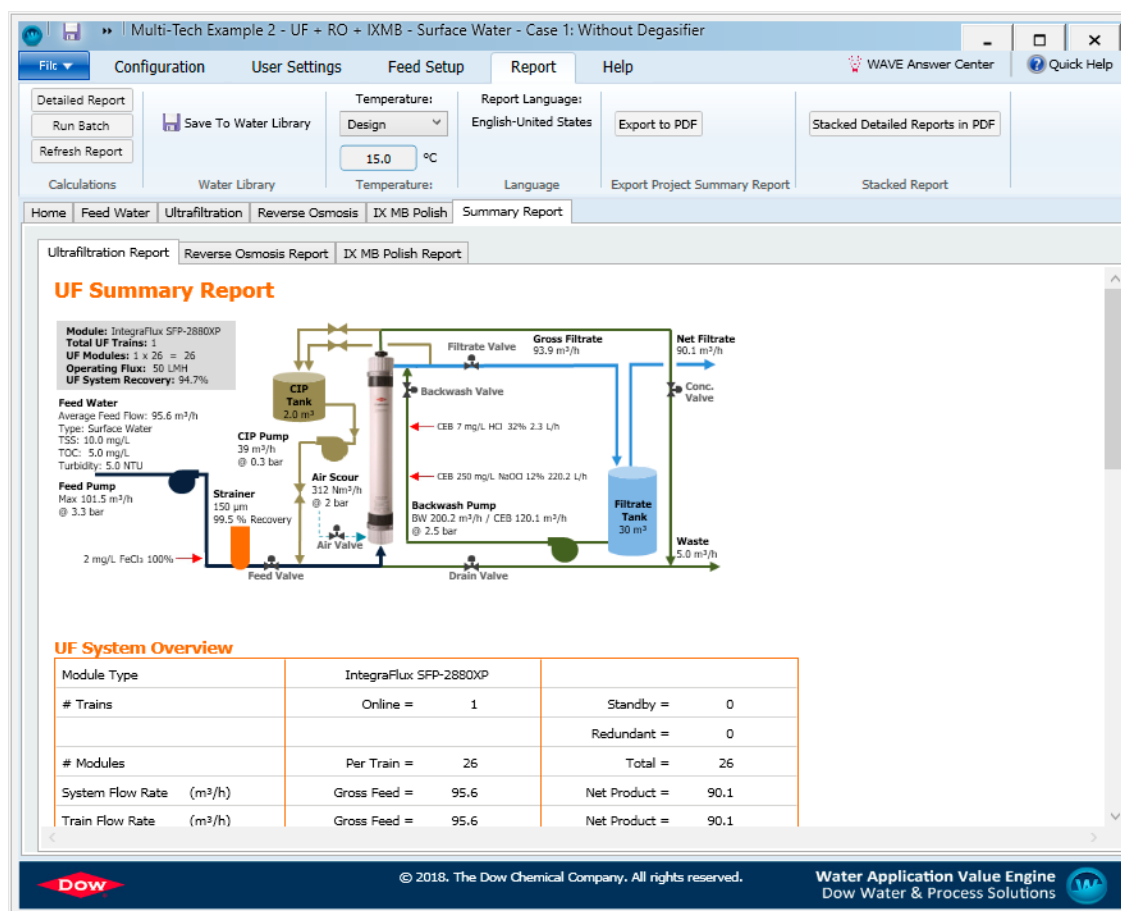 Multi-Tech Example 2 - UF + RO + IXMB - Surface Water - Case 1: Without Degasifier
File Configuration User Settings Feed Setup Report Help WAVE Answer Center Quick Help
Detailed Report
Run Batch
Refresh Report
Calculations
Save To Water Library
Water Library
Temperature:
Design
15.0 °C
Temperature:
Report Language:
English-United States
Language
Export to PDF
Export Project Summary Report
Stacked Detailed Reports in PDF
Stacked Report
Home Feed Water Ultrafiltration Reverse Osmosis IX MB Polish Summary Report
Ultrafiltration Report Reverse Osmosis Report IX MB Polish Report
UF Summary Report
Module: IntegraFlux SFP-2880XP
Total UF Trains: 1
UF Modules: 1 x 26 = 26
Operating Flux: 50 LMH
UF System Recovery: 94.7%
Feed Water
Average Feed Flow: 95.6 m³/h
Type: Surface Water
TSS: 10.0 mg/L
TOC: 5.0 mg/L
Turbidity: 5.0 NTU
Feed Pump
Max 101.5 m³/h
@ 3.3 bar
2 mg/L FeCl₃ 100%
Strainer
150 µm
99.5 % Recovery
Feed Valve
CIP Pump
39 m³/h
@ 0.3 bar
CIP
Tank
2.0 m³
Air Scour
312 Nm³/h
@ 2 bar
Air Valve
Filtrate Valve
Gross Filtrate
93.9 m³/h
Net Filtrate
90.1 m³/h
Backwash Valve
Conc.
Valve
CEB 7 mg/L HCl 32% 2.3 L/h
CEB 250 mg/L NaOCl 12% 220.2 L/h
Backwash Pump
BW 200.2 m³/h / CEB 120.1 m³/h
@ 2.5 bar
Filtrate
Tank
30 m³
Waste
5.0 m³/h
Drain Valve
UF System Overview
Module Type IntegraFlux SFP-2880XP
# Trains Online = 1 Standby = 0
Redundant = 0
# Modules Per Train = 26 Total = 26
System Flow Rate (m³/h) Gross Feed = 95.6 Net Product = 90.1
Train Flow Rate (m³/h) Gross Feed = 95.6 Net Product = 90.1
DOW
© 2018. The Dow Chemical Company. All rights reserved.
Water Application Value Engine
Dow Water & Process Solutions